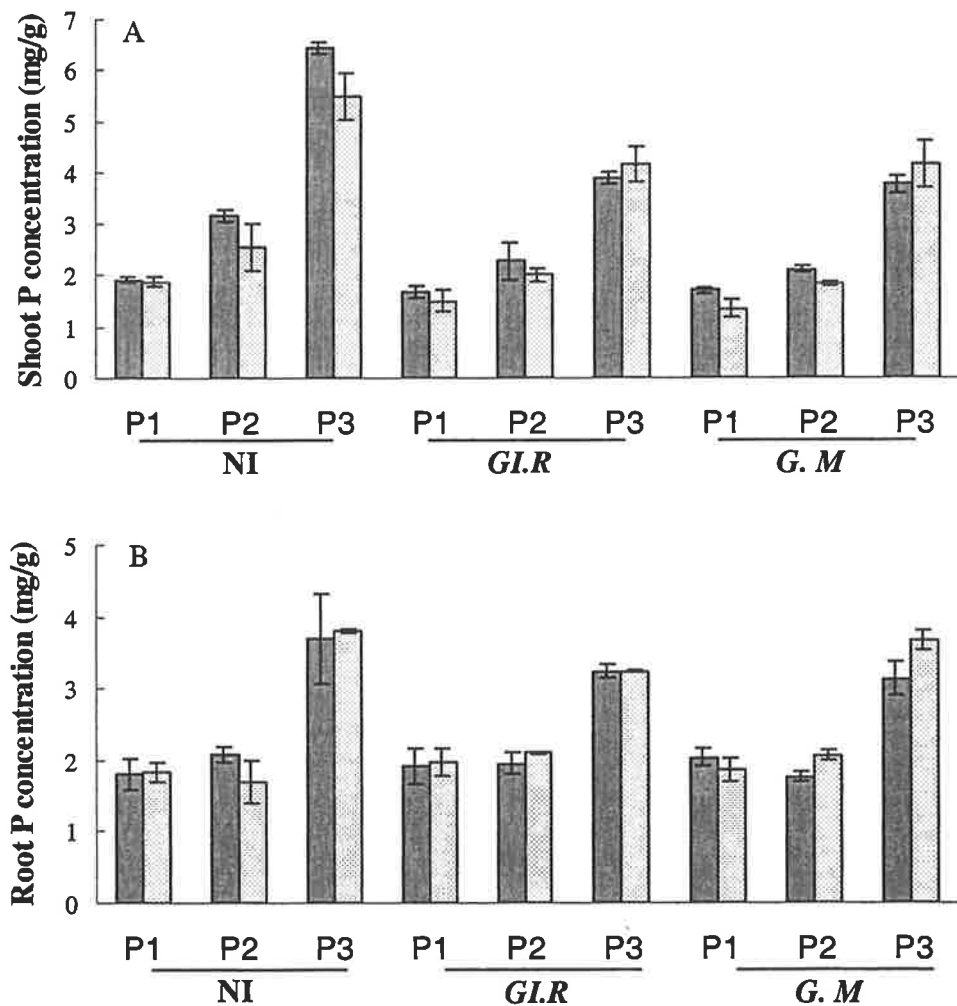 A
Shoot P concentration (mg/g)
7
6
5
4
3
2
1
0
P1 P2 P3 P1 P2 P3 P1 P2 P3
NI GI.R G. M
B
Root P concentration (mg/g)
5
4
3
2
1
0
P1 P2 P3 P1 P2 P3 P1 P2 P3
NI GI.R G. M